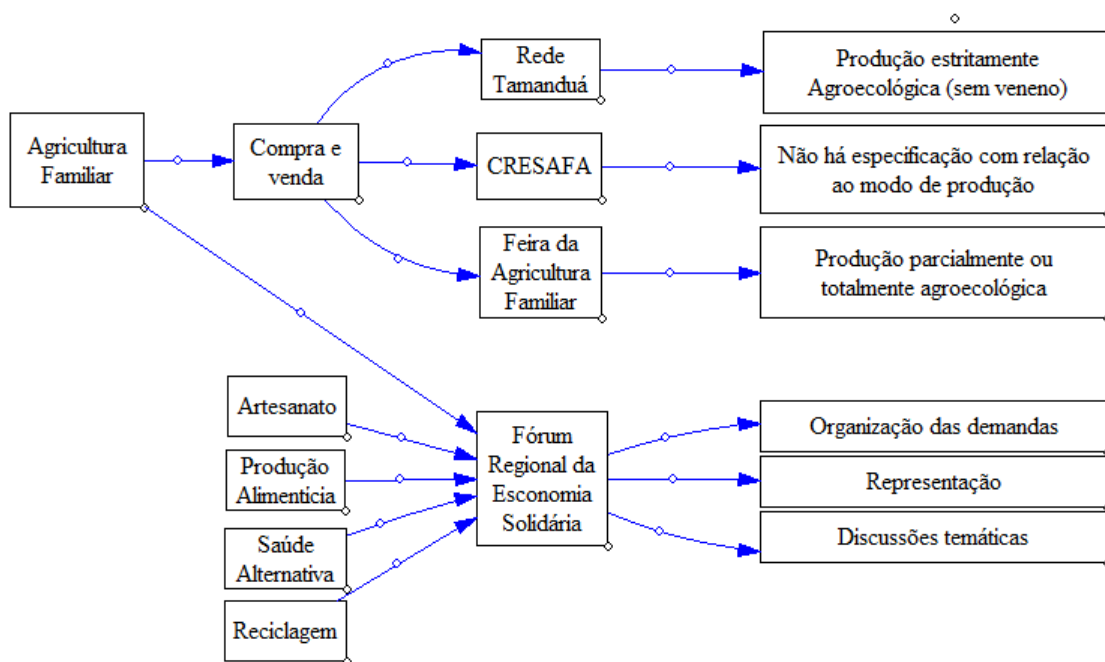 Agricultura
Familiar
Compra e
venda
Rede
Tamanduá
Produção estritamente
Agroecológica (sem veneno)
CRESAFA
Não há especificação com relação
ao modo de produção
Feira da
Agricultura
Familiar
Produção parcialmente ou
totalmente agroecológica
Artesanato
Produção
Alimenticia
Saúde
Alternativa
Reciclagem
Fórum
Regional da
Esconomia
Solidária
Organização das demandas
Representação
Discussões temáticas